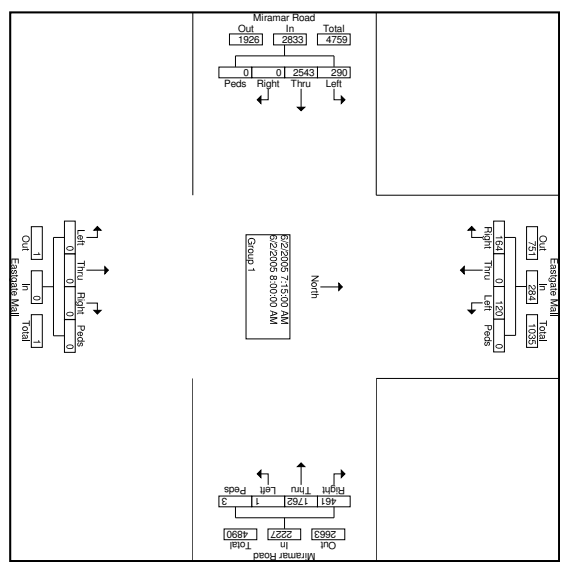 Miramar Road
Out In Total
1926 2833 4759
0 0 2543 290
Peds Right Thru Left
Eastgate Mall
Out In Total
1 0 1
Left Thru Right Peds
0 0 0 0
6/2/2005 7:15:00 AM
6/2/2005 8:00:00 AM
Group 1
North
Eastgate Mall
Out In Total
751 284 1035
164 0 120 0
Right Thru Left Peds
Right Thru Left Peds
461 1762 1 3
2663 2227 4890
Out In Total
Miramar Road